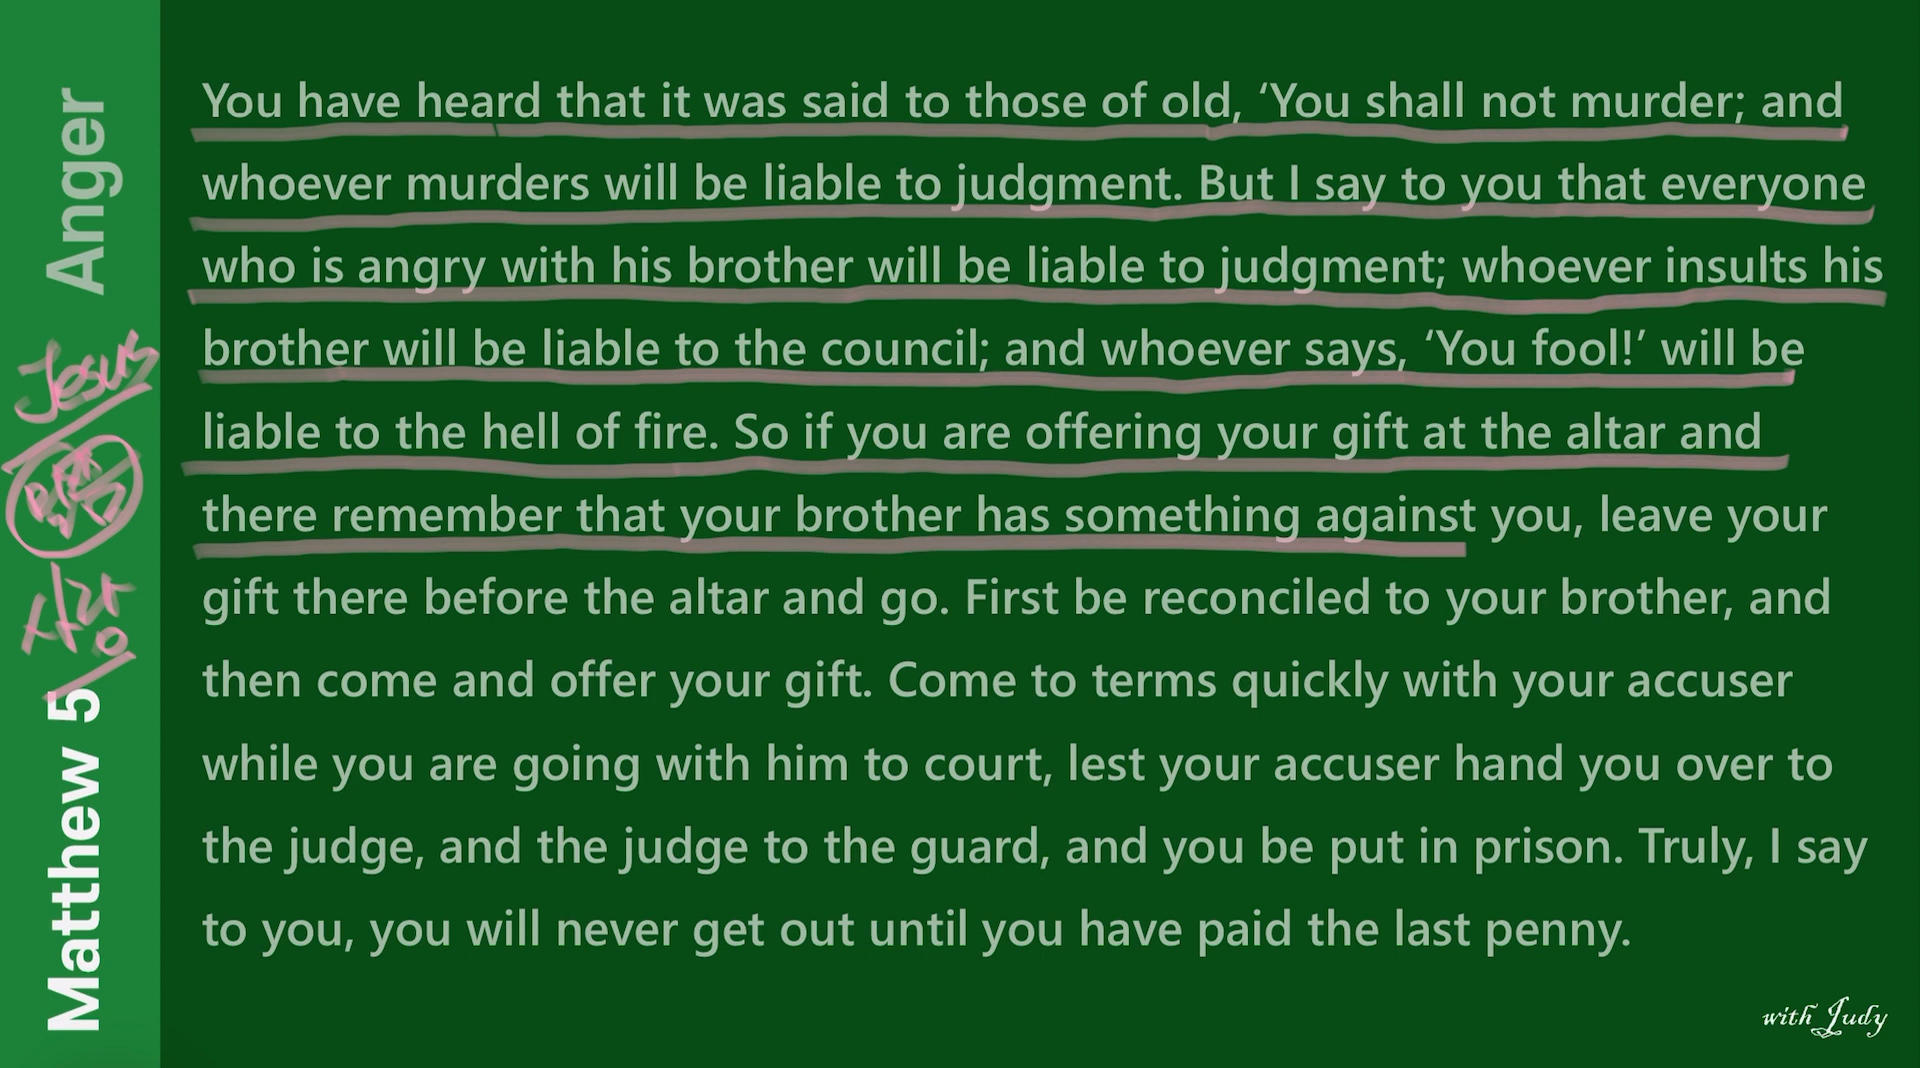 Anger
Jesus
사랑
Matthew 5
You have heard that it was said to those of old, ‘You shall not murder; and
whoever murders will be liable to judgment. But I say to you that everyone
who is angry with his brother will be liable to judgment; whoever insults his
brother will be liable to the council; and whoever says, ‘You fool!’ will be
liable to the hell of fire. So if you are offering your gift at the altar and
there remember that your brother has something against you, leave your
gift there before the altar and go. First be reconciled to your brother, and
then come and offer your gift. Come to terms quickly with your accuser
while you are going with him to court, lest your accuser hand you over to
the judge, and the judge to the guard, and you be put in prison. Truly, I say
to you, you will never get out until you have paid the last penny.
with Judy